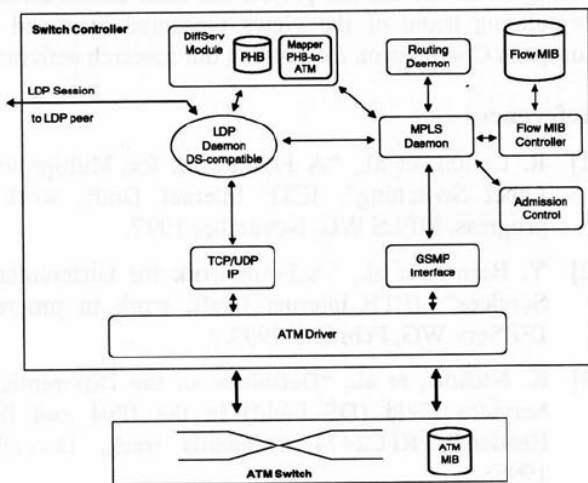 Switch Controller
DiffServ
Module
PHB
Mapper
PHB-to-
ATM
Routing
Daemon
Flow MIB
LDP Session
to LDP peer
LDP
Daemon
DS-compatible
MPLS
Daemon
Flow MIB
Controller
Admission
Control
TCP/UDP
IP
GSMP
Interface
ATM Driver
ATM
MIB
ATM Switch